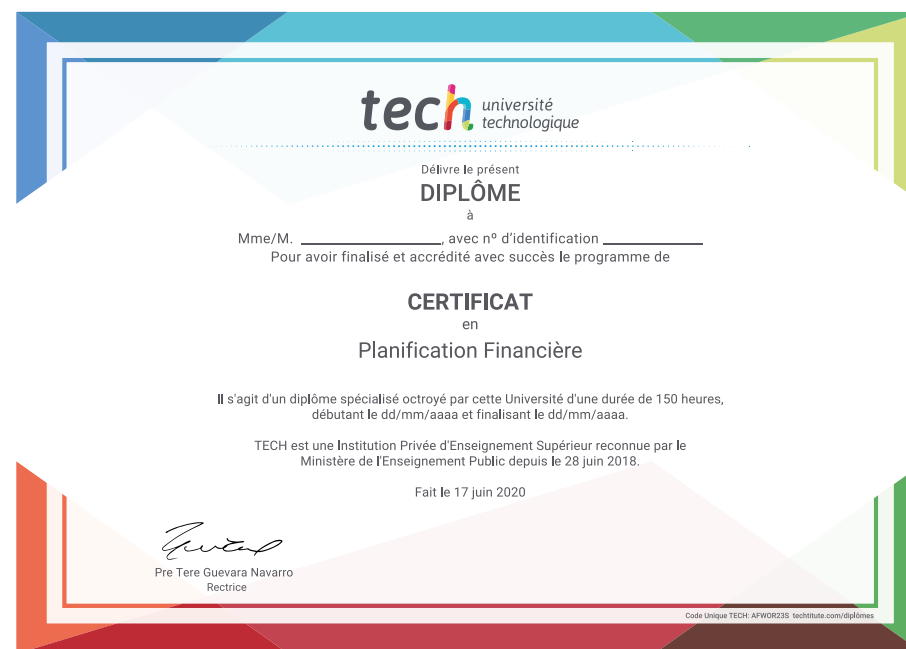 tech université
technologique
Délivre le présent
DIPLÔME
à
Mme/M. ____________________, avec nº d'identification ______________
Pour avoir finalisé et accrédité avec succès le programme de
CERTIFICAT
en
Planification Financière
Il s'agit d'un diplôme spécialisé octroyé par cette Université d'une durée de 150 heures,
débutant le dd/mm/aaaa et finalisant le dd/mm/aaaa.
TECH est une Institution Privée d'Enseignement Supérieur reconnue par le
Ministère de l'Enseignement Public depuis le 28 juin 2018.
Fait le 17 juin 2020
Pre Tere Guevara Navarro
Rectrice
Code Unique TECH: AFWOR23S techtitute.com/diplômes